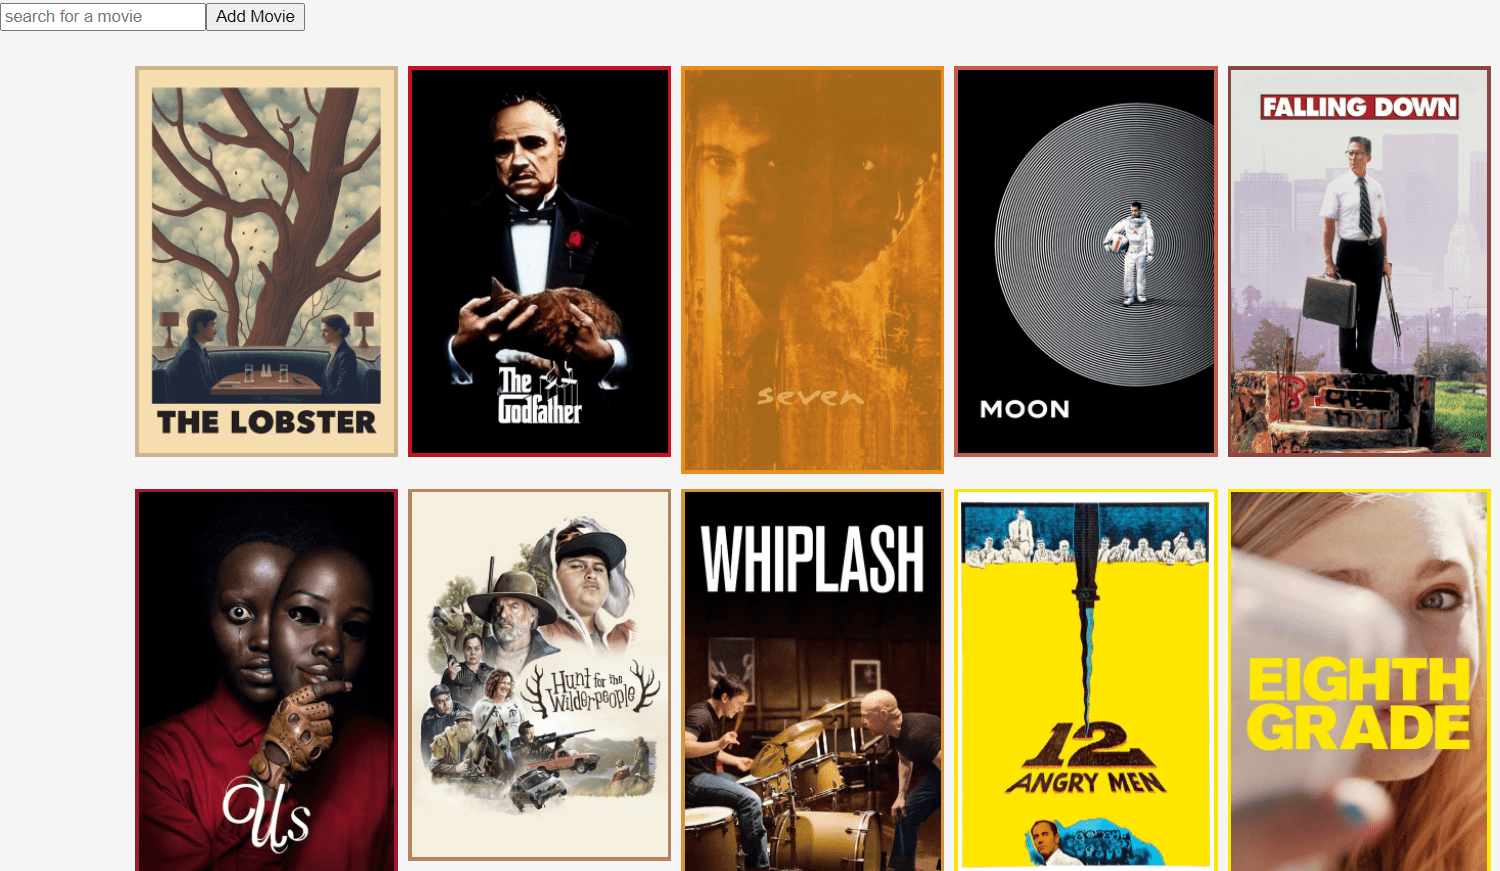 search for a movie Add Movie
THE LOBSTER
The
Godfather
seven
MOON
FALLING DOWN
Us
Hunt for the
Wilderpeople
WHIPLASH
12
ANGRY MEN
EIGHTH
GRADE